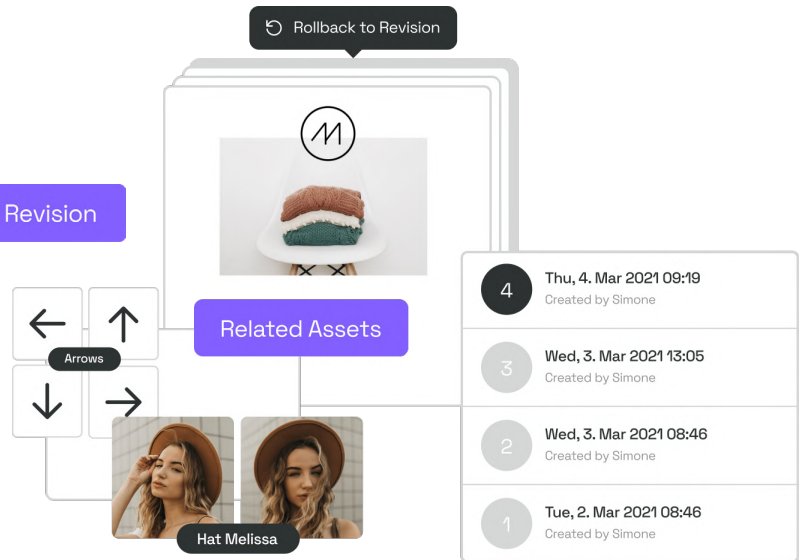 Rollback to Revision
Revision
Related Assets
Arrows
Hat Melissa
4
Thu, 4. Mar 2021 09:19
Created by Simone
3
Wed, 3. Mar 2021 13:05
Created by Simone
2
Wed, 3. Mar 2021 08:46
Created by Simone
1
Tue, 2. Mar 2021 08:46
Created by Simone